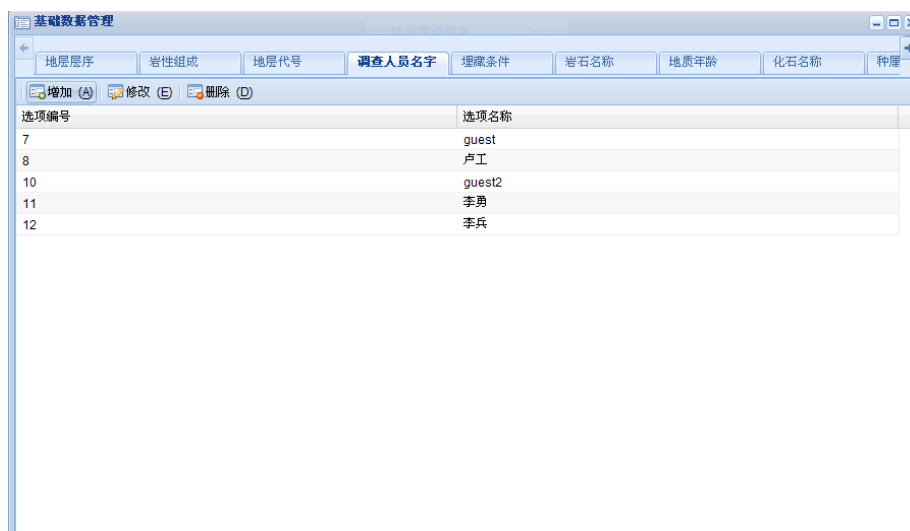 基础数据管理
地层层序 岩性组成 地层代号 调查人员名字 埋藏条件 岩石名称 地质年龄 化石名称 种属
增加 (A) 修改 (E) 删除 (D)
选项编号 选项名称
7 guest
8 卢工
10 guest2
11 李勇
12 李兵